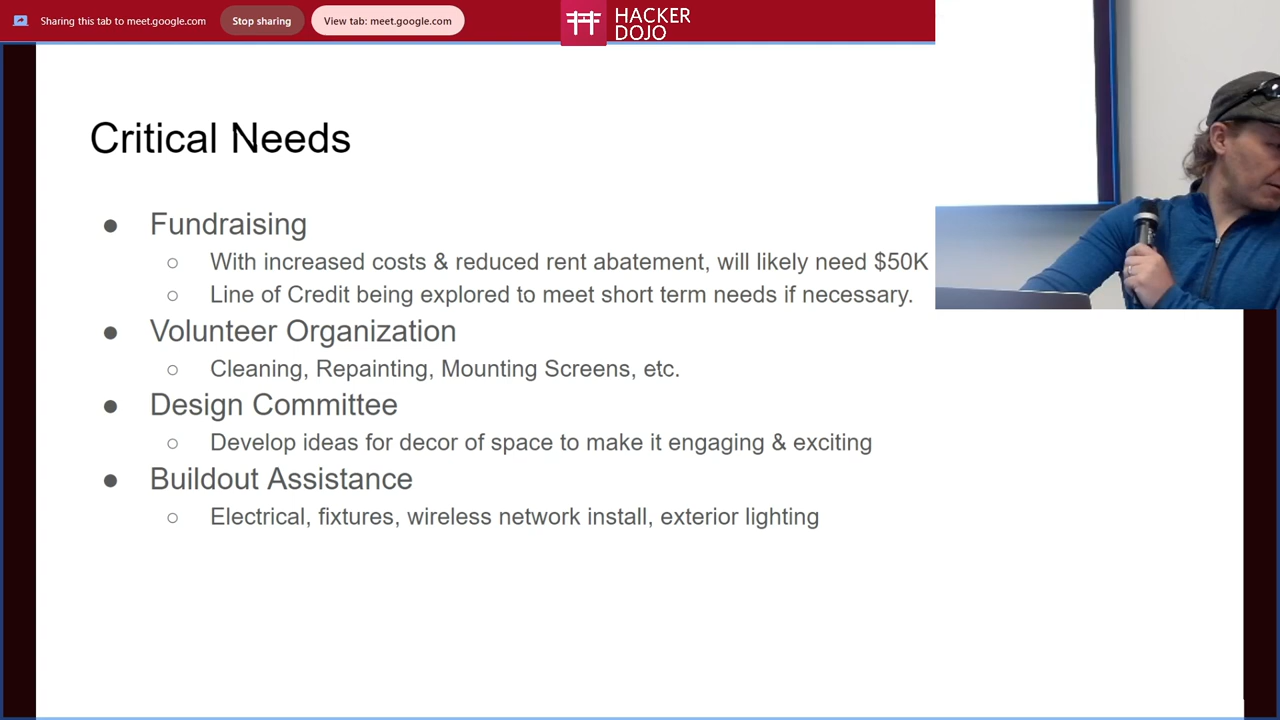 Sharing this tab to meet.google.com
Stop sharing
View tab: meet.google.com
HACKER
DOJO
Critical Needs
● Fundraising
○ With increased costs & reduced rent abatement, will likely need $50K
○ Line of Credit being explored to meet short term needs if necessary.
● Volunteer Organization
○ Cleaning, Repainting, Mounting Screens, etc.
● Design Committee
○ Develop ideas for decor of space to make it engaging & exciting
● Buildout Assistance
○ Electrical, fixtures, wireless network install, exterior lighting